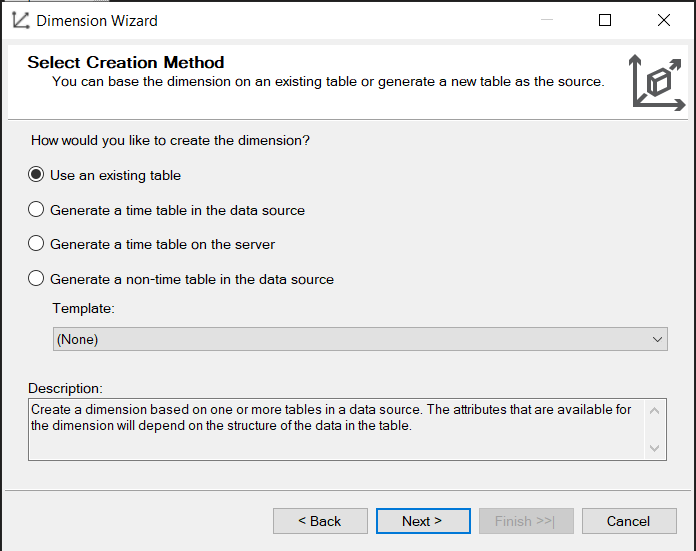 Dimension Wizard
Select Creation Method
You can base the dimension on an existing table or generate a new table as the source.
How would you like to create the dimension?
Use an existing table
Generate a time table in the data source
Generate a time table on the server
Generate a non-time table in the data source
Template:
(None)
Description:
Create a dimension based on one or more tables in a data source. The attributes that are available for
the dimension will depend on the structure of the data in the table.
< Back
Next >
Finish >>|
Cancel